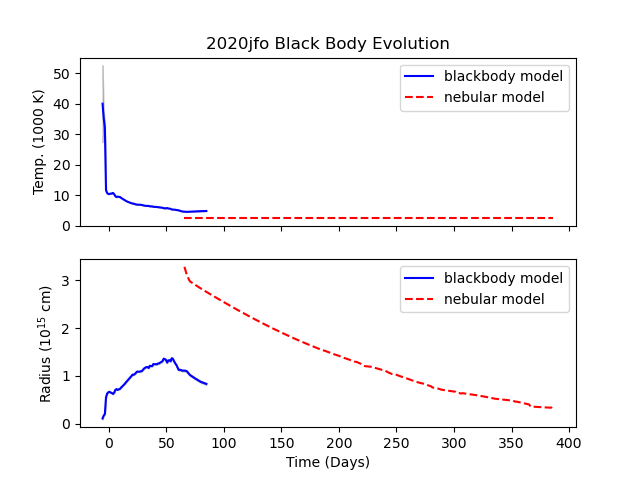 2020jfo Black Body Evolution
Temp. (1000 K)
50
40
30
20
10
0
blackbody model
nebular model
Radius (10^15 cm)
3
2
1
0
blackbody model
nebular model
0 50 100 150 200 250 300 350 400
Time (Days)